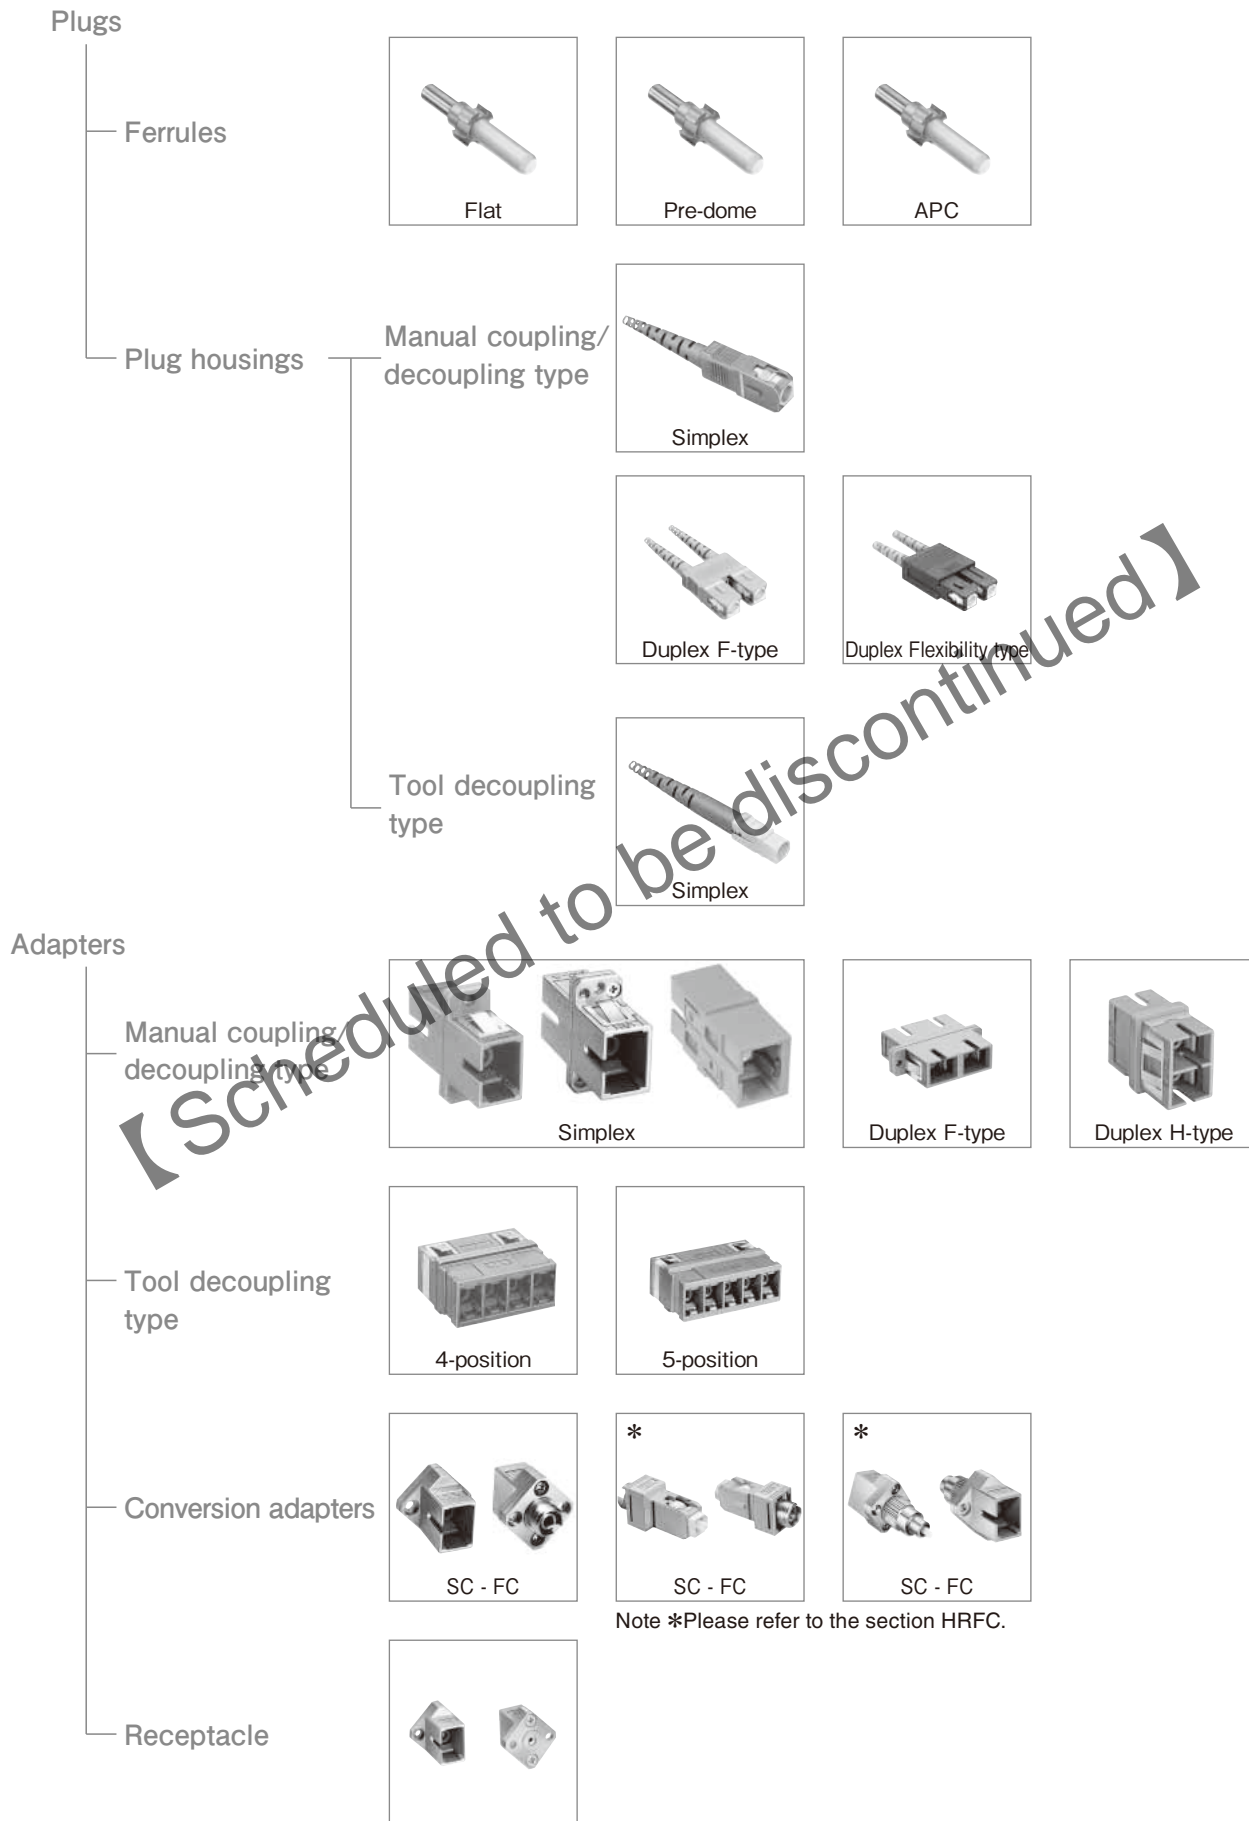 Plugs
Ferrules
Flat
Pre-dome
APC
Plug housings
Manual coupling/
decoupling type
Simplex
Duplex F-type
Duplex Flexibility type
Tool decoupling
type
Simplex
【Scheduled to be discontinued】
Adapters
Manual coupling/
decoupling type
Simplex
Duplex F-type
Duplex H-type
Tool decoupling
type
4-position
5-position
Conversion adapters
SC - FC
*
SC - FC
*
SC - FC
Note *Please refer to the section HRFC.
Receptacle